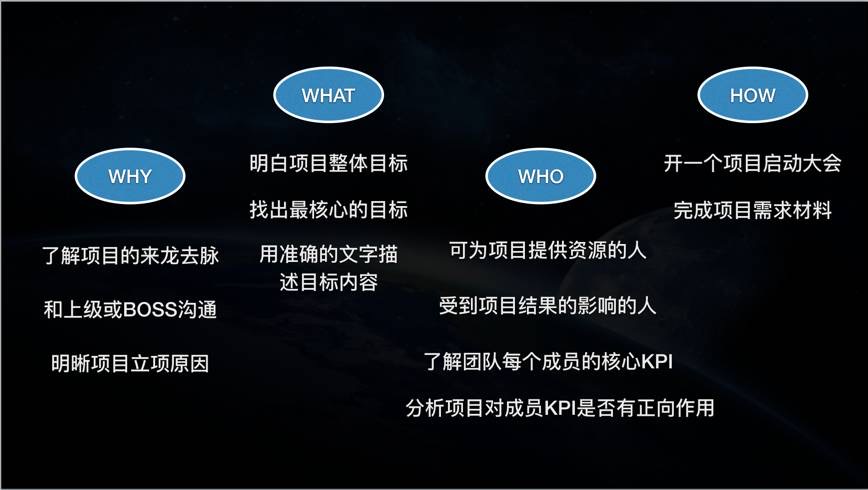 WHY
了解项目的来龙去脉
和上级或BOSS沟通
明晰项目立项原因
WHAT
明白项目整体目标
找出最核心的目标
用准确的文字描
述目标内容
WHO
可为项目提供资源的人
受到项目结果的影响的人
了解团队每个成员的核心KPI
分析项目对成员KPI是否有正向作用
HOW
开一个项目启动大会
完成项目需求材料